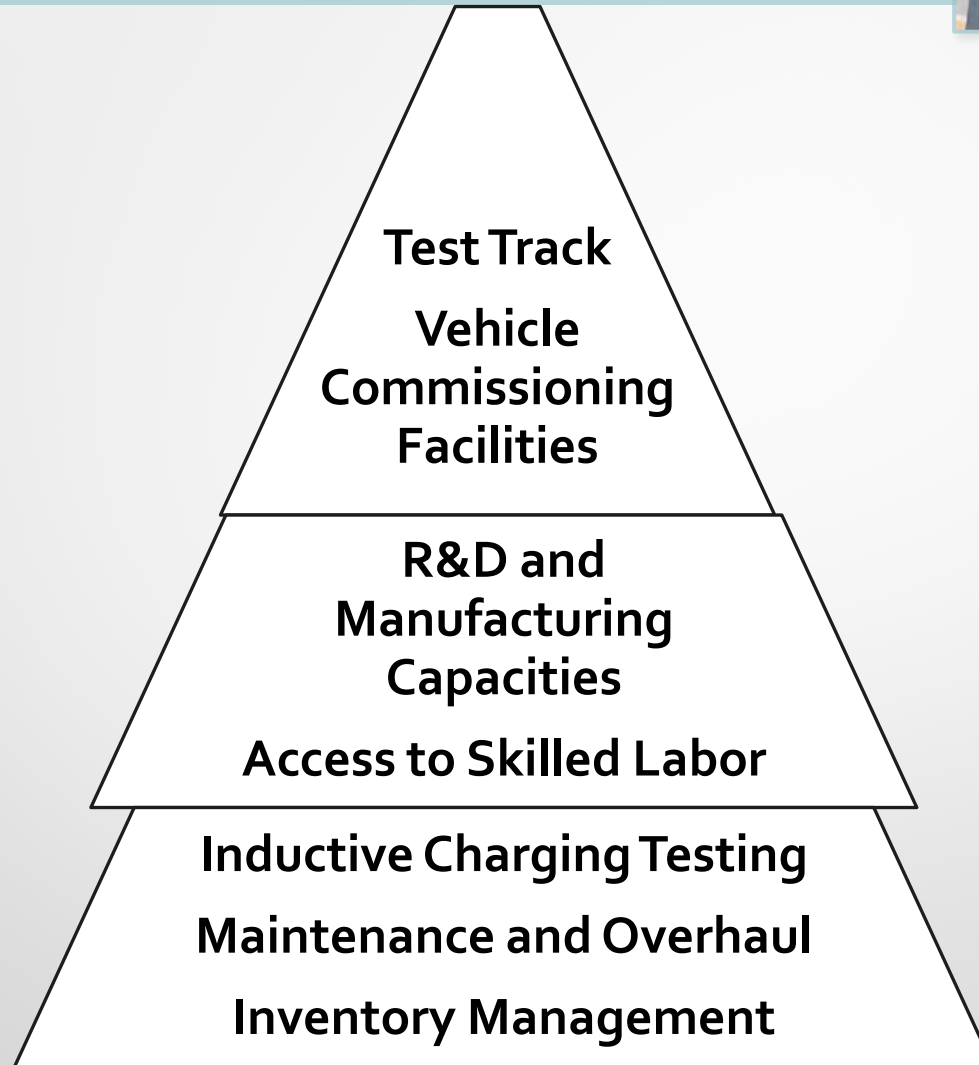 Test Track
Vehicle
Commissioning
Facilities
R&D and
Manufacturing
Capacities
Access to Skilled Labor
Inductive Charging Testing
Maintenance and Overhaul
Inventory Management